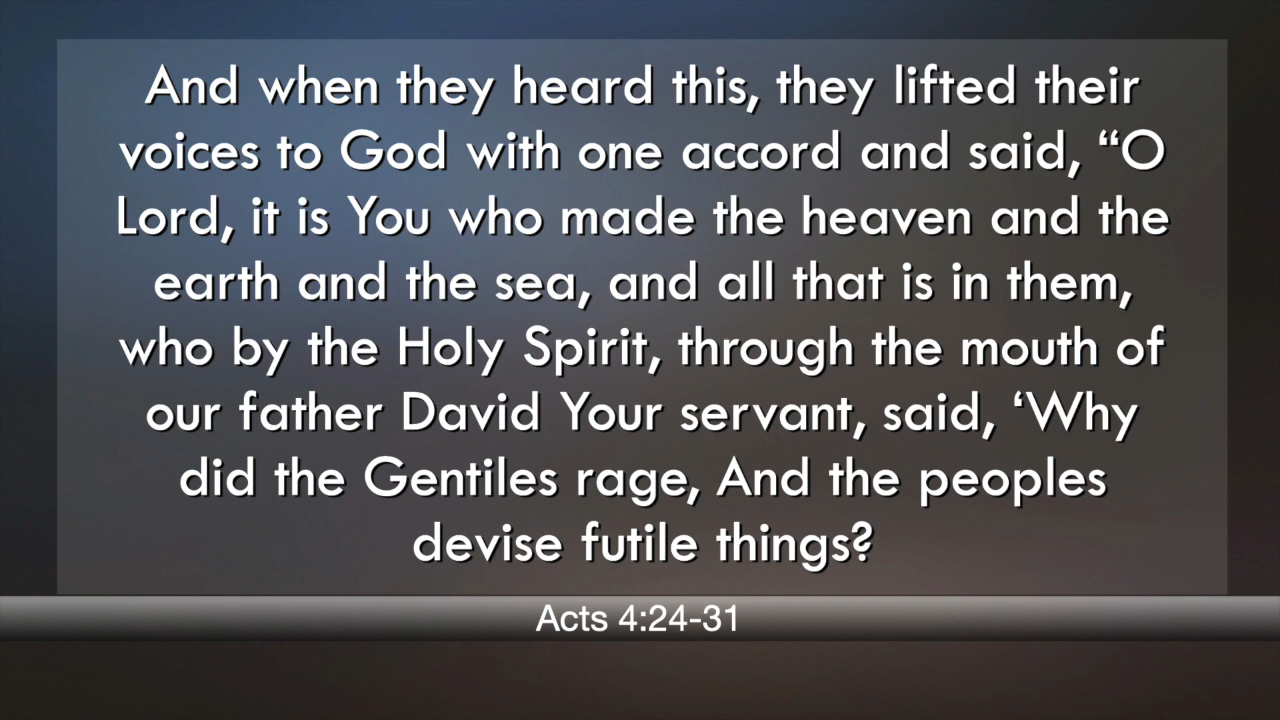 And when they heard this, they lifted their
voices to God with one accord and said, “O
Lord, it is You who made the heaven and the
earth and the sea, and all that is in them,
who by the Holy Spirit, through the mouth of
our father David Your servant, said, ‘Why
did the Gentiles rage, And the peoples
devise futile things?
Acts 4:24-31